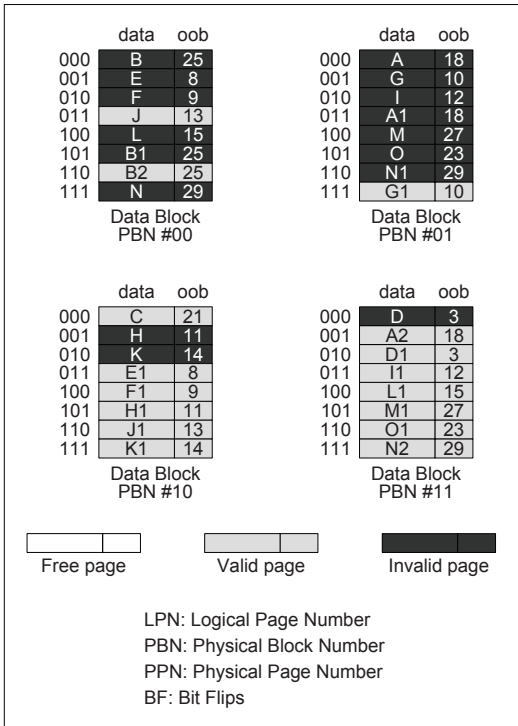 data oob data oob
000 B 25 000 A 18
001 E 8 001 G 10
010 F 9 010 I 12
011 J 13 011 A1 18
100 L 15 100 M 27
101 B1 25 101 O 23
110 B2 25 110 N1 29
111 N 29 111 G1 10
Data Block Data Block
PBN #00 PBN #01
data oob data oob
000 C 21 000 D 3
001 H 11 001 A2 18
010 K 14 010 D1 3
011 E1 8 011 I1 12
100 F1 9 100 L1 15
101 H1 11 101 M1 27
110 J1 13 110 O1 23
111 K1 14 111 N2 29
Data Block Data Block
PBN #10 PBN #11
Free page Valid page Invalid page
LPN: Logical Page Number
PBN: Physical Block Number
PPN: Physical Page Number
BF: Bit Flips